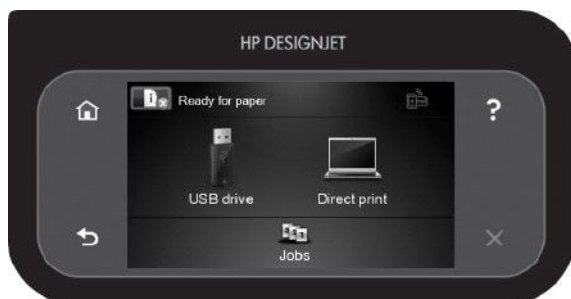 HP DESIGNJET
Ready for paper
?
USB drive
Direct print
Jobs